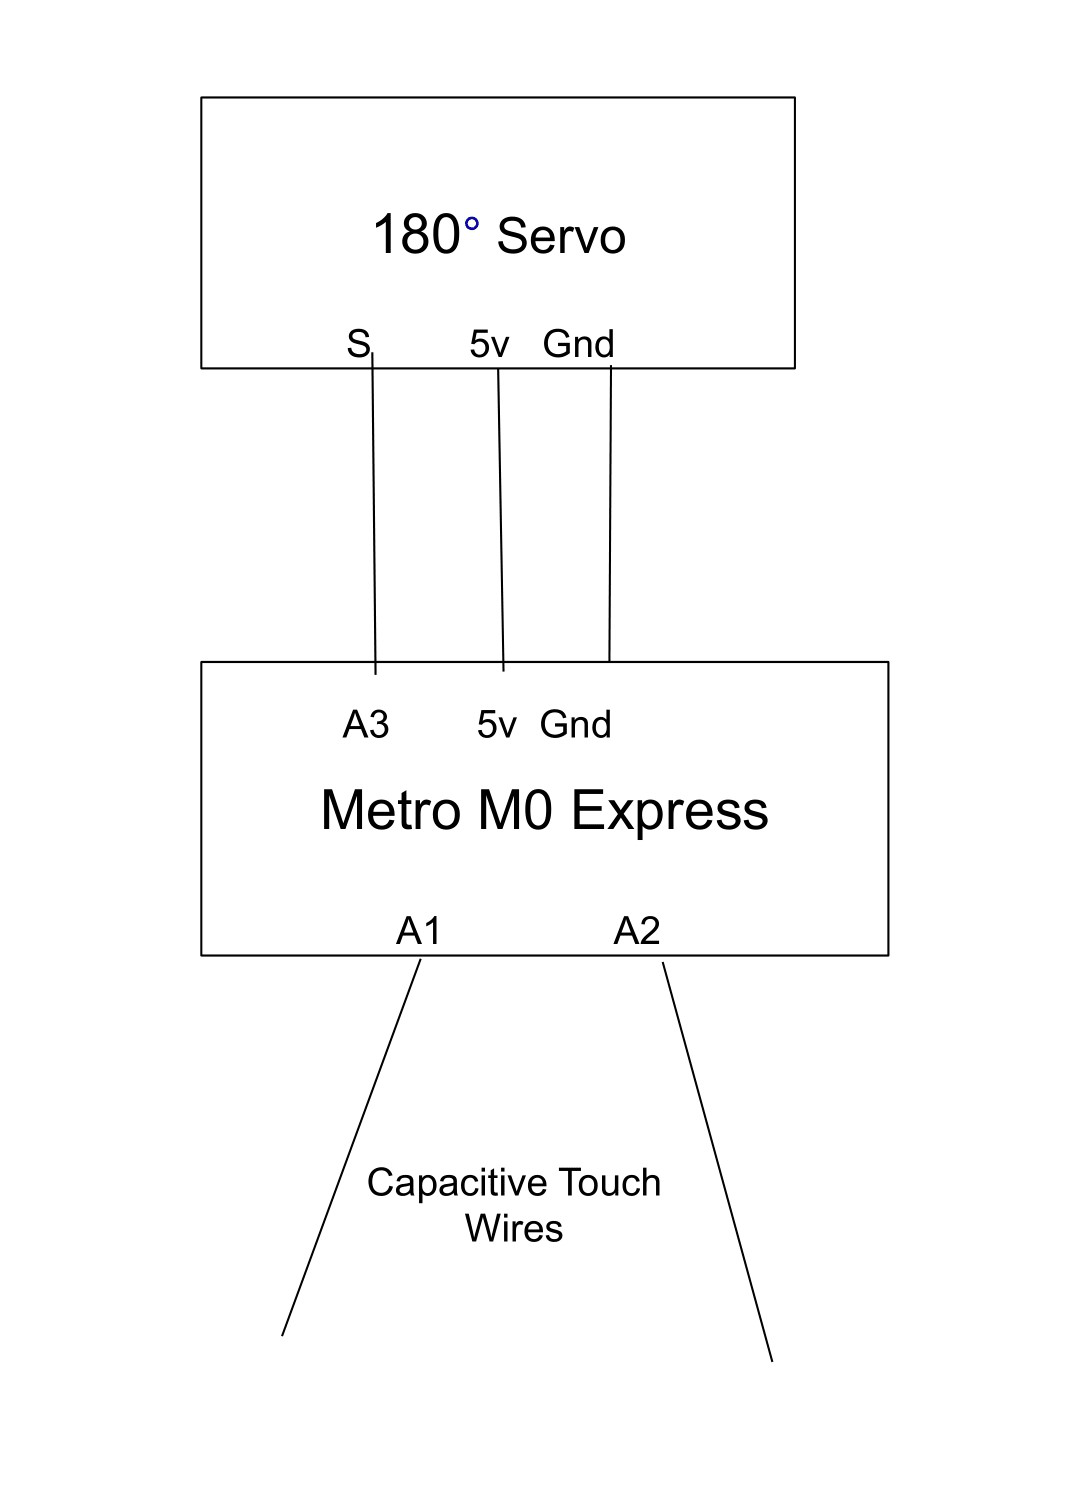 180° Servo
S 5v Gnd
A3 5v Gnd
Metro M0 Express
A1 A2
Capacitive Touch
Wires